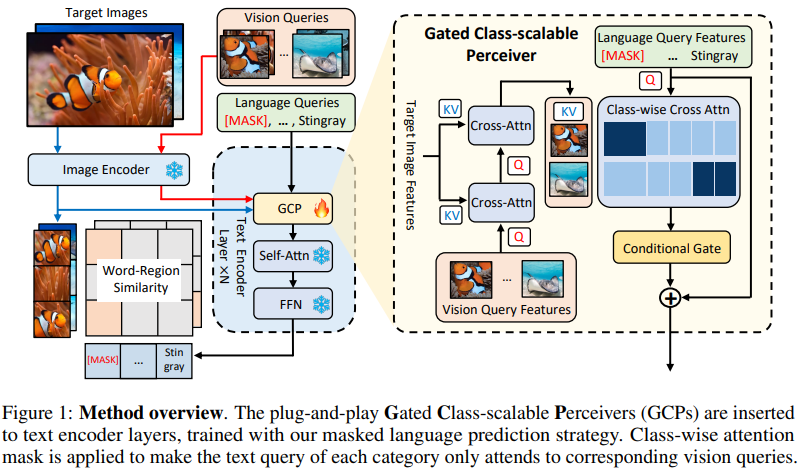 Target Images
Vision Queries
...
Language Queries
[MASK], ... , Stingray
Image Encoder
GCP
Self-Attn
FFN
Text Encoder
Layer ×N
Word-Region
Similarity
[MASK]
...
Stin
gray
Gated Class-scalable
Perceiver
Language Query Features
[MASK] ... Stingray
Q
Class-wise Cross Attn
Target Image Features
KV
Cross-Attn
KV
Q
KV
Cross-Attn
Q
...
Vision Query Features
Conditional Gate
Figure 1: Method overview. The plug-and-play Gated Class-scalable Perceivers (GCPs) are inserted
to text encoder layers, trained with our masked language prediction strategy. Class-wise attention
mask is applied to make the text query of each category only attends to corresponding vision queries.